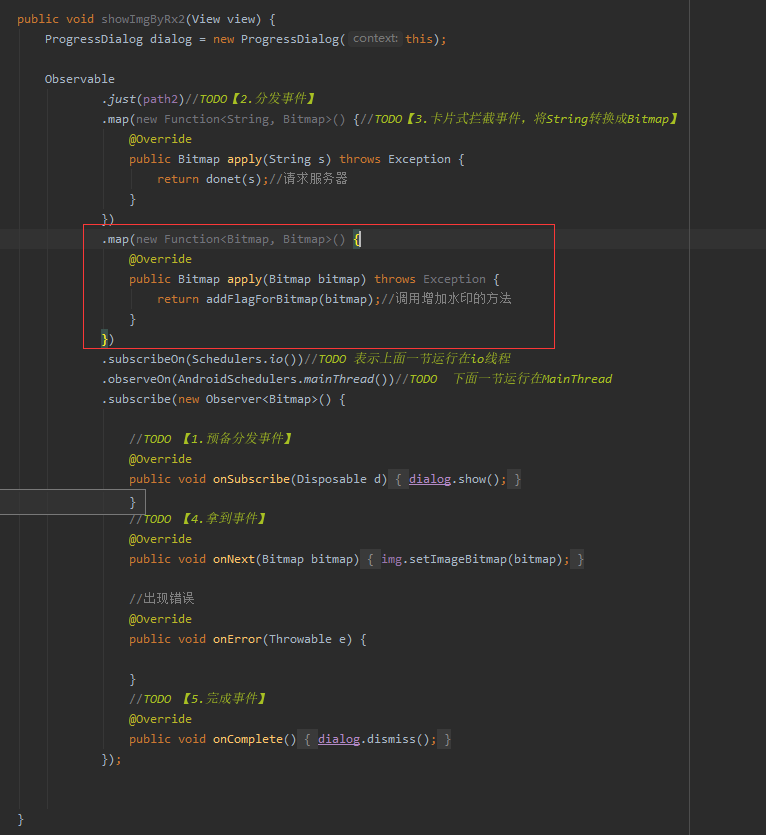 public void showImgByRx2(View view) {
ProgressDialog dialog = new ProgressDialog( context: this);
Observable
.just(path2)//TODO【2.分发事件】
.map(new Function<String, Bitmap>() {//TODO【3.卡片式拦截事件，将String转换成Bitmap】
@Override
public Bitmap apply(String s) throws Exception {
return donet(s);//请求服务器
}
})
.map(new Function<Bitmap, Bitmap>() {
@Override
public Bitmap apply(Bitmap bitmap) throws Exception {
return addFlagForBitmap(bitmap);//调用增加水印的方法
}
})
.subscribeOn(Schedulers.io())//TODO 表示上面一节运行在io线程
.observeOn(AndroidSchedulers.mainThread())//TODO 下面一节运行在MainThread
.subscribe(new Observer<Bitmap>() {
//TODO 【1.预备分发事件】
@Override
public void onSubscribe(Disposable d) { dialog.show(); }
}
//TODO 【4.拿到事件】
@Override
public void onNext(Bitmap bitmap) { img.setImageBitmap(bitmap); }
//出现错误
@Override
public void onError(Throwable e) {
}
//TODO 【5.完成事件】
@Override
public void onComplete() { dialog.dismiss(); }
});
}